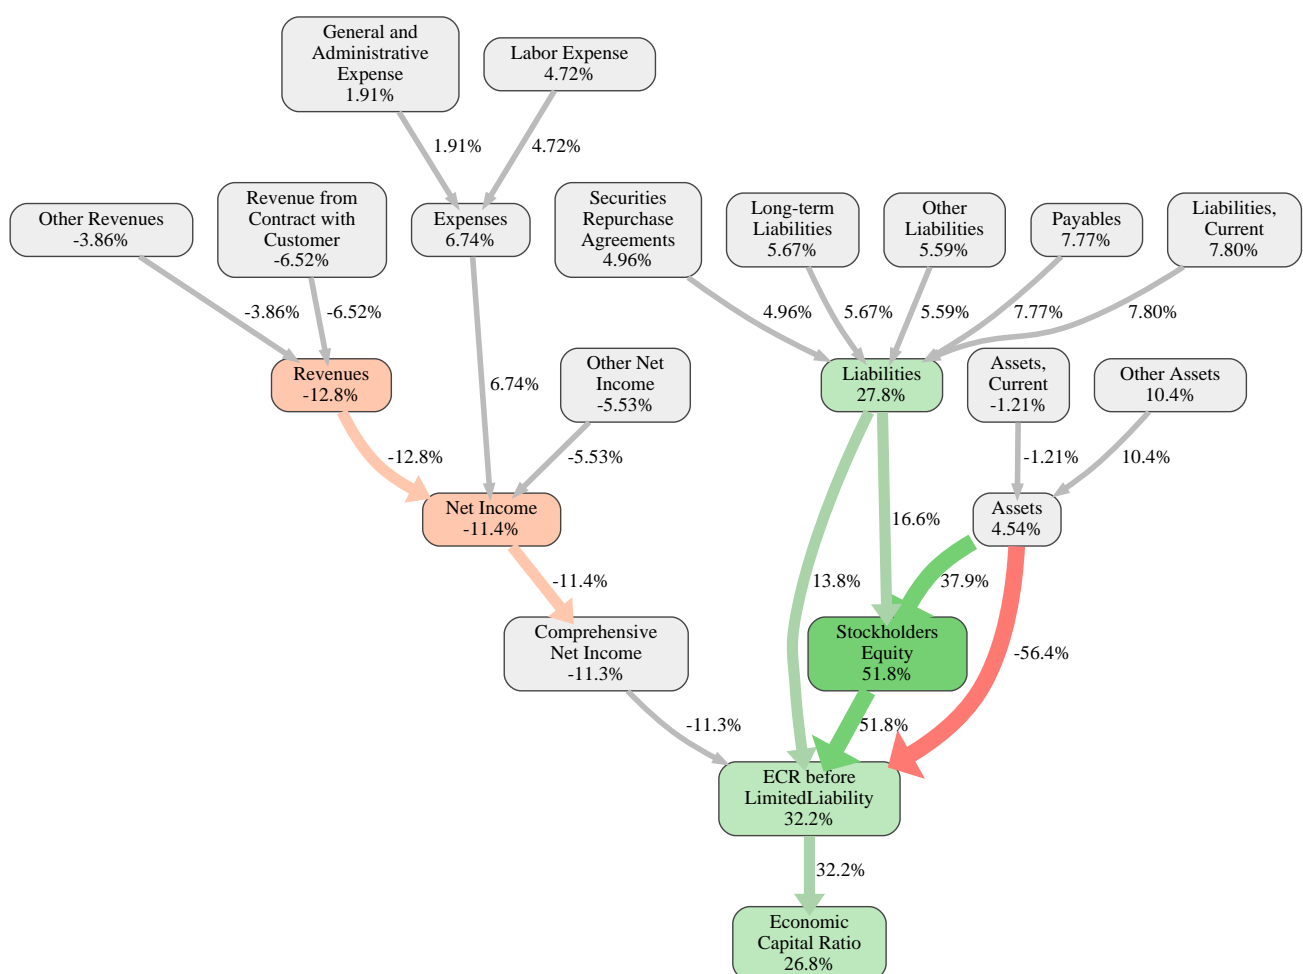 General and
Administrative
Expense
1.91%
Labor Expense
4.72%
1.91%
4.72%
Other Revenues
-3.86%
Revenue from
Contract with
Customer
-6.52%
Expenses
6.74%
Securities
Repurchase
Agreements
4.96%
Long-term
Liabilities
5.67%
Other
Liabilities
5.59%
Payables
7.77%
Liabilities,
Current
7.80%
-3.86%
-6.52%
4.96%
5.67%
5.59%
7.77%
7.80%
Revenues
-12.8%
6.74%
Other Net
Income
-5.53%
Liabilities
27.8%
Assets,
Current
-1.21%
Other Assets
10.4%
-12.8%
-5.53%
-1.21%
10.4%
Net Income
-11.4%
16.6%
Assets
4.54%
-11.4%
13.8%
37.9%
Comprehensive
Net Income
-11.3%
Stockholders
Equity
51.8%
-56.4%
-11.3%
51.8%
ECR before
LimitedLiability
32.2%
32.2%
Economic
Capital Ratio
26.8%